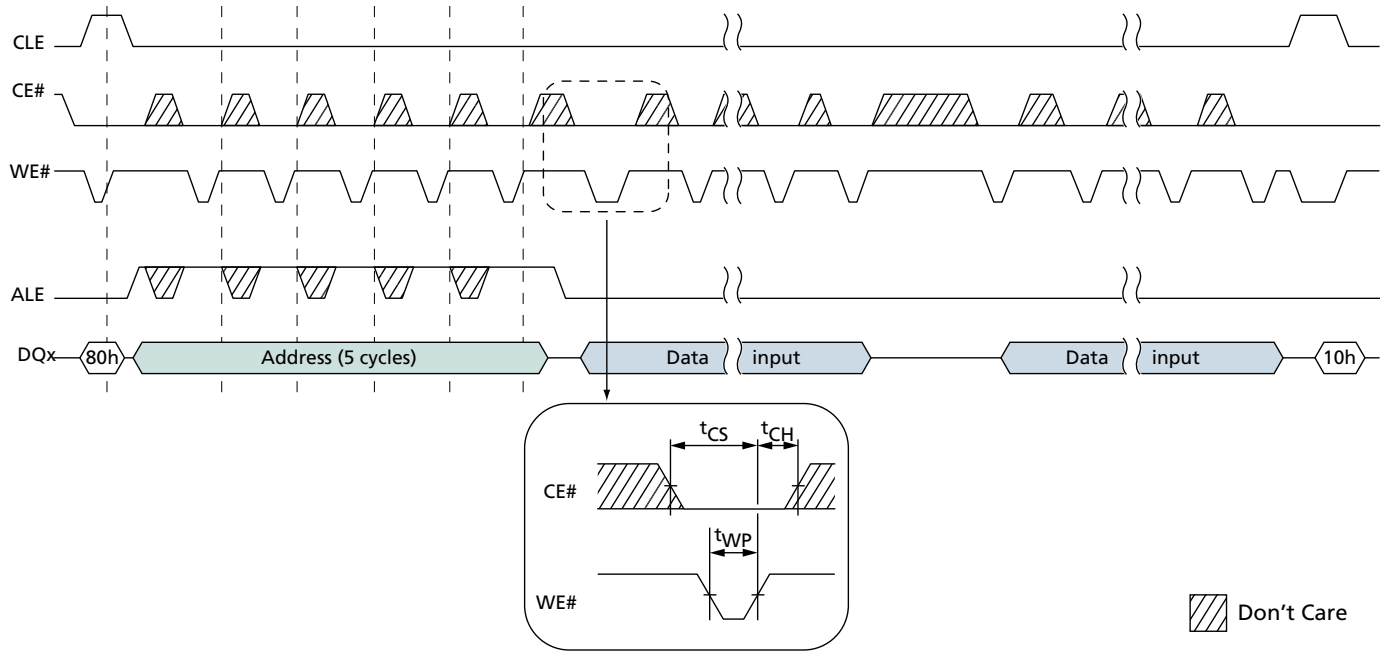 CLE
CE#
WE#
ALE
DQx
80h
Address (5 cycles)
Data input
Data input
10h
tCS
tCH
CE#
tWP
WE#
Don't Care